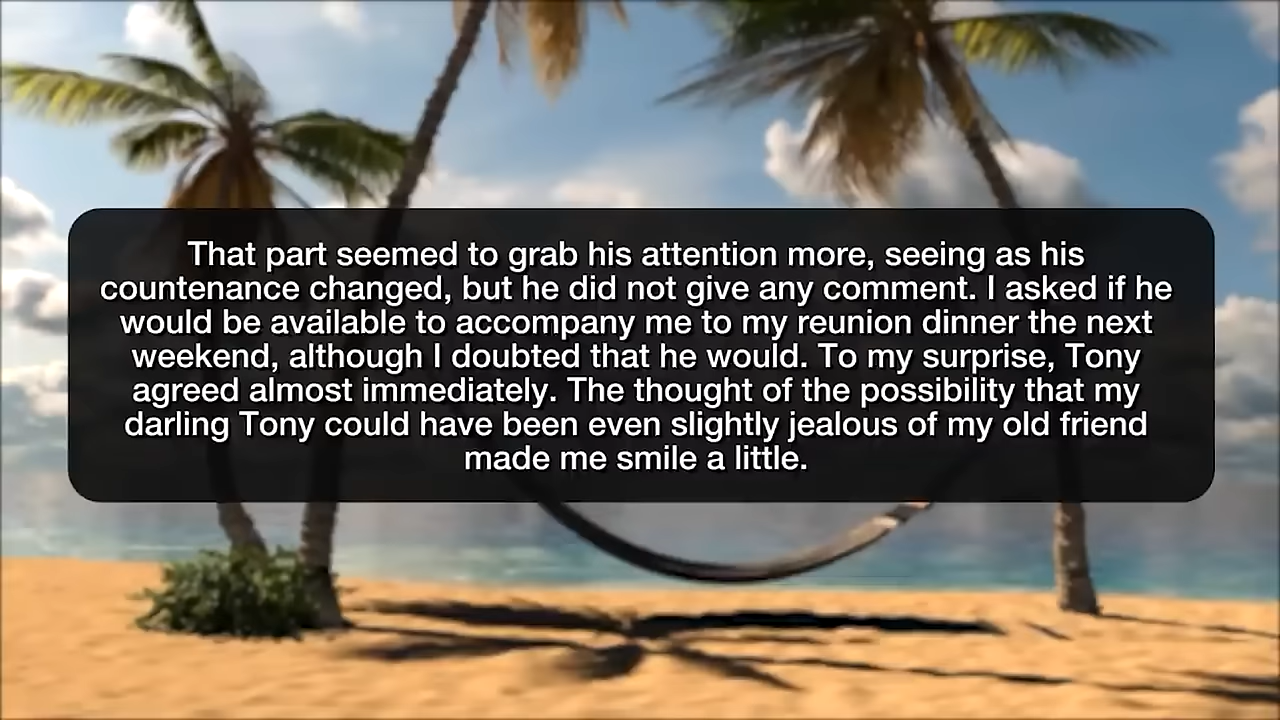 That part seemed to grab his attention more, seeing as his
countenance changed, but he did not give any comment. I asked if he
would be available to accompany me to my reunion dinner the next
weekend, although I doubted that he would. To my surprise, Tony
agreed almost immediately. The thought of the possibility that my
darling Tony could have been even slightly jealous of my old friend
made me smile a little.